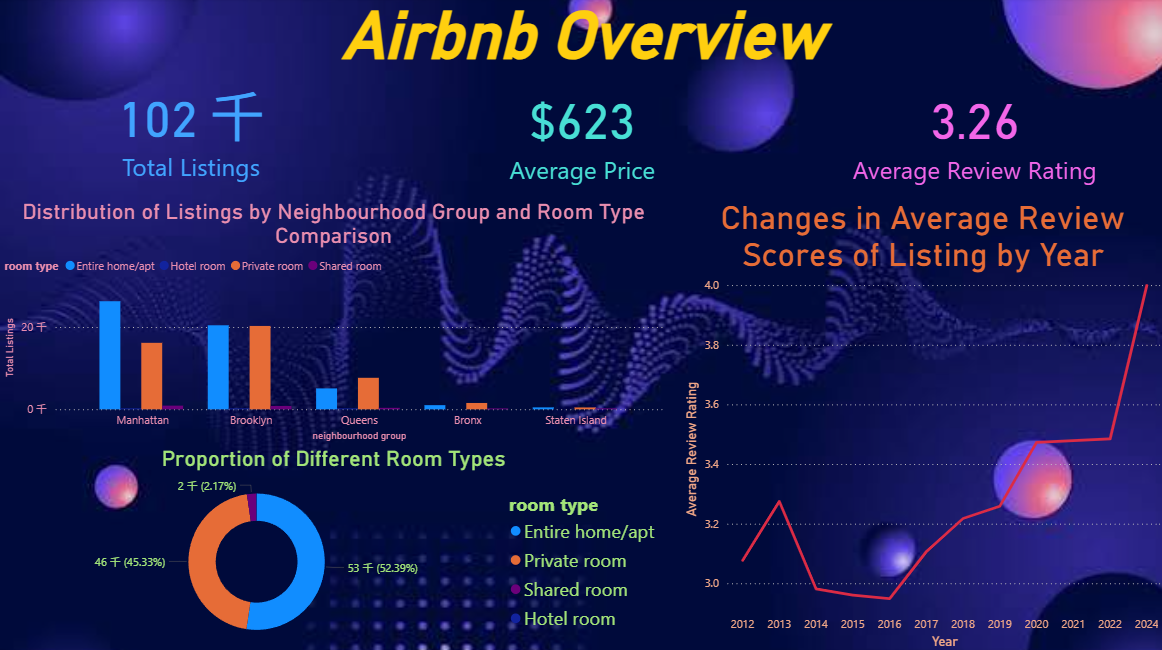 Airbnb Overview
102 千
Total Listings
$623
Average Price
3.26
Average Review Rating
Distribution of Listings by Neighbourhood Group and Room Type
Comparison
room type Entire home/apt Hotel room Private room Shared room
Total Listings
20 千
0 千
Manhattan Brooklyn Queens Bronx Staten Island
neighbourhood group
Proportion of Different Room Types
2 千 (2.17%)
46 千 (45.33%)
53 千 (52.39%)
room type
Entire home/apt
Private room
Shared room
Hotel room
Changes in Average Review
Scores of Listing by Year
Average Review Rating
4.0
3.8
3.6
3.4
3.2
3.0
2012 2013 2014 2015 2016 2017 2018 2019 2020 2021 2022 2024
Year